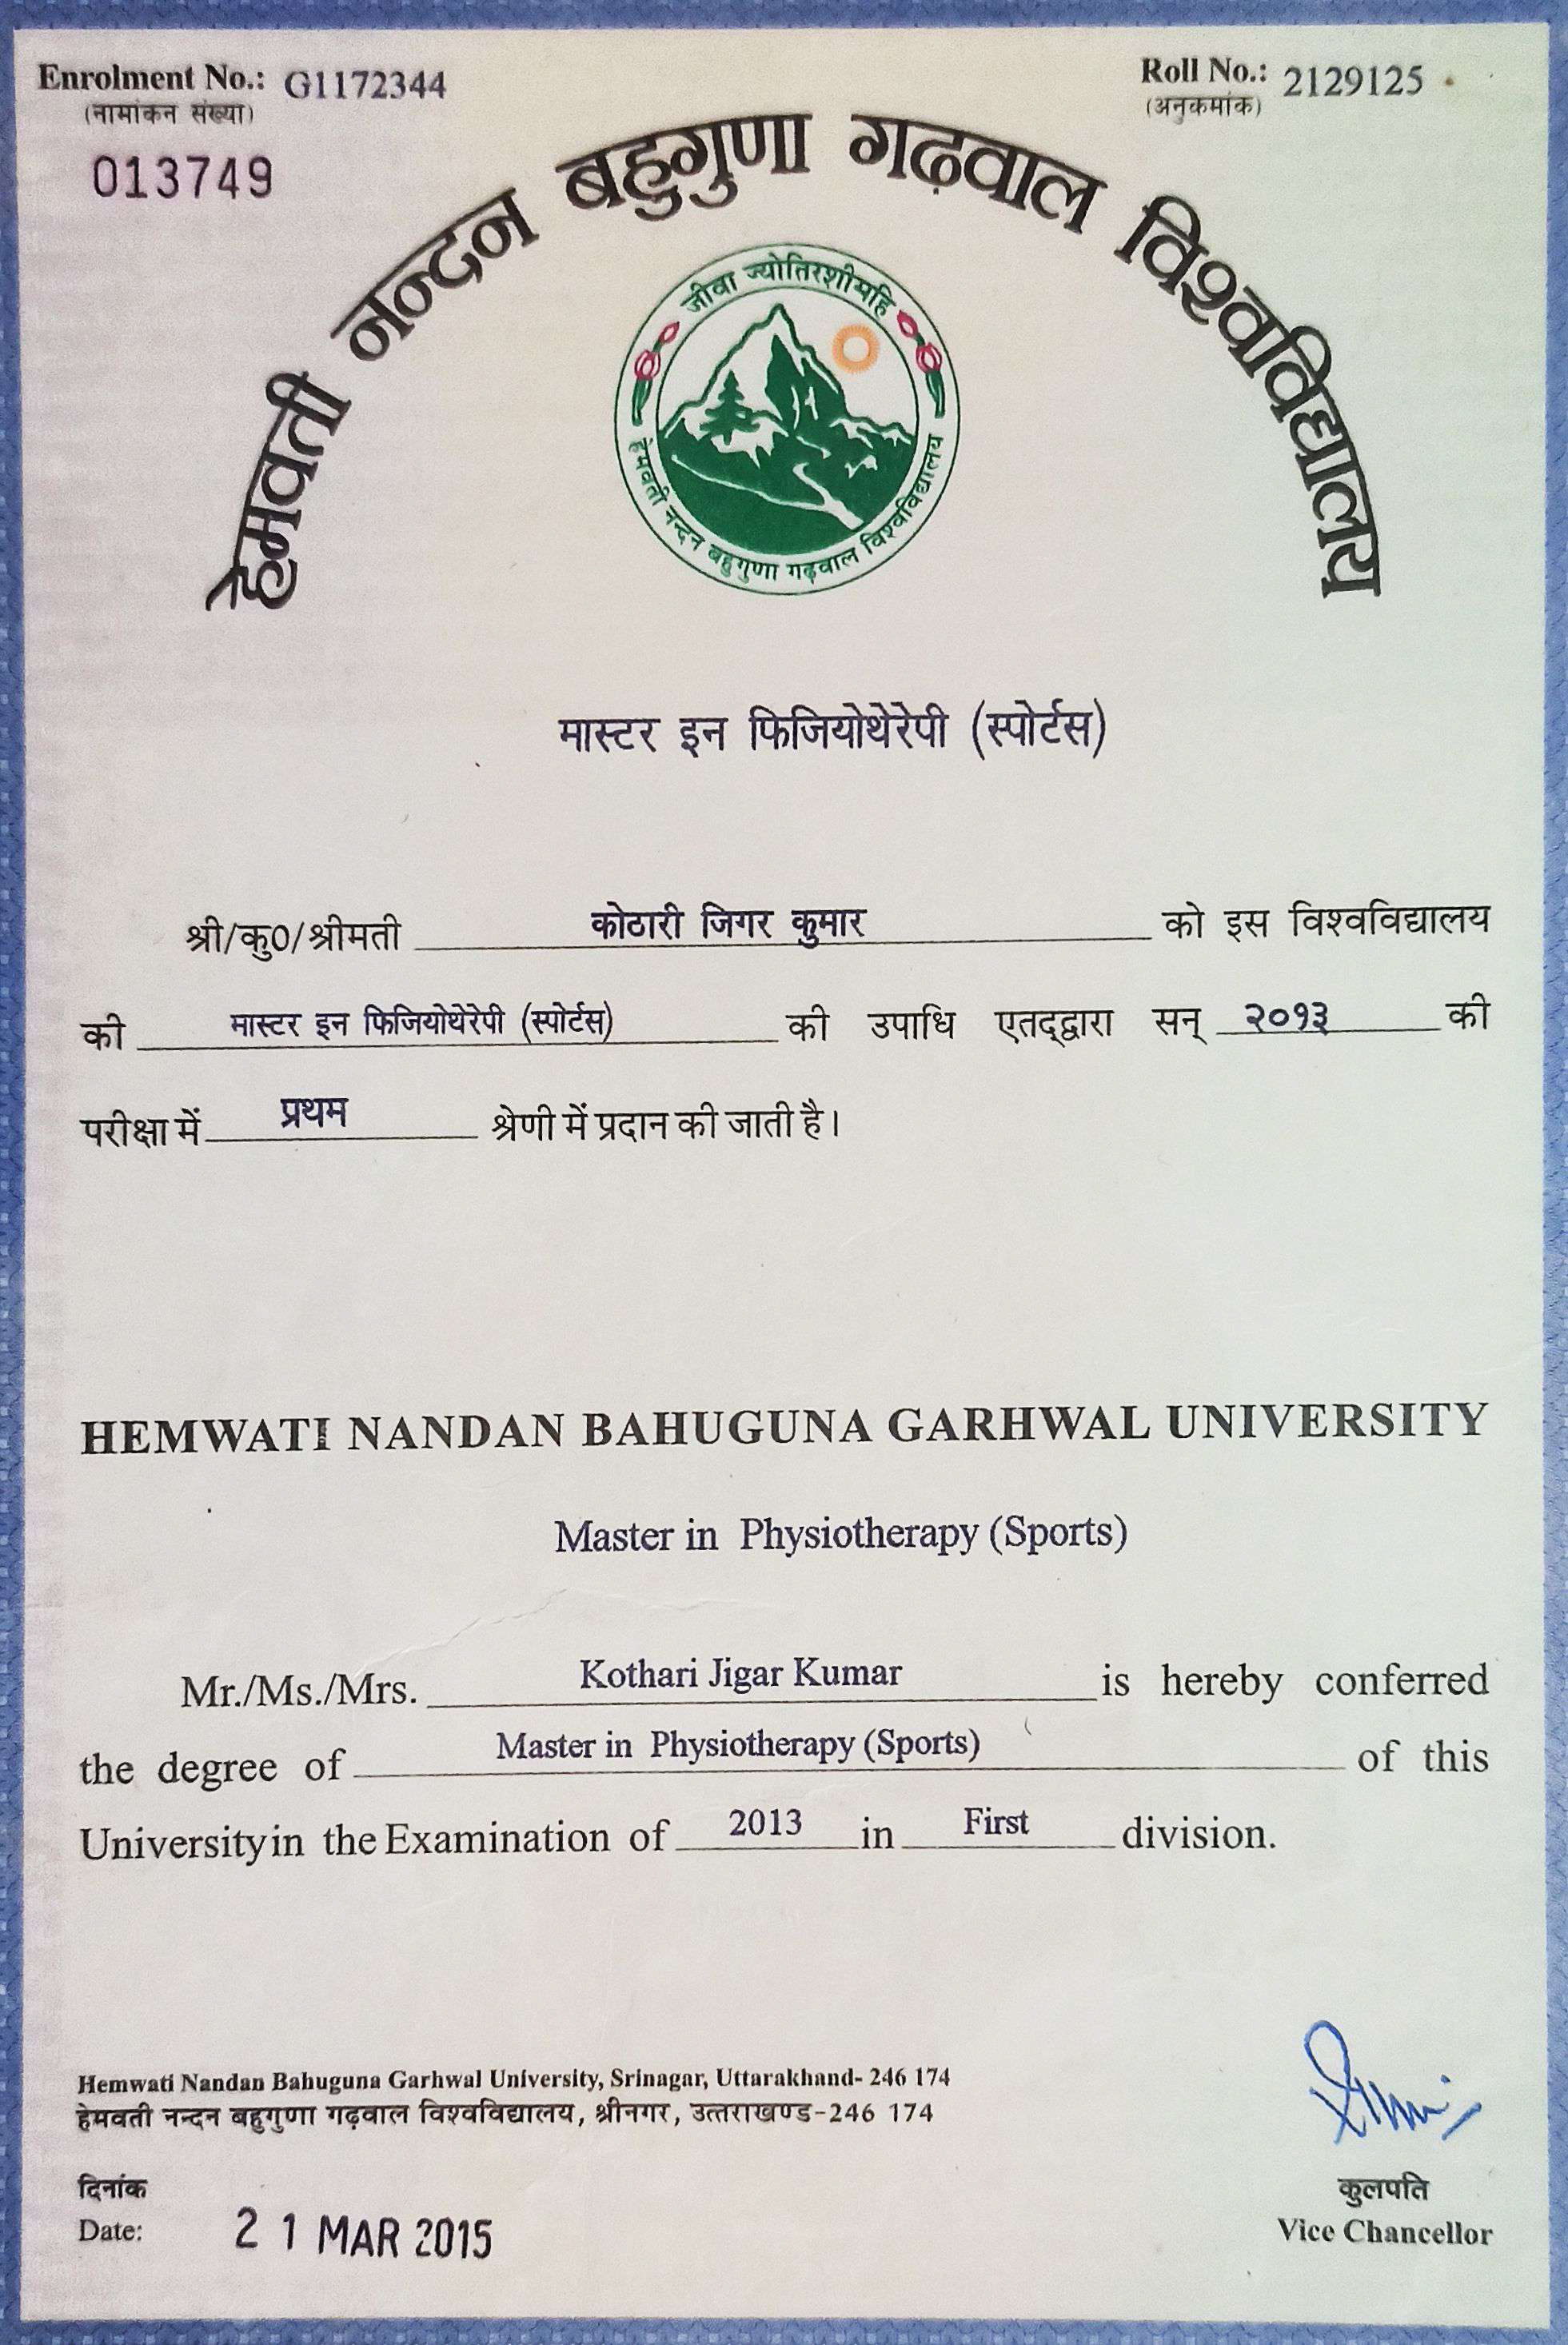 Enrolment No.: G1172344
(नामांकन संख्या)
013749
Roll No.: 2129125
(अनुकमांक)
हेमवती नन्दन बहुगुणा गढ़वाल विश्वविद्यालय
जीवा ज्योतिरशीमहि
हेमवती नन्दन बहुगुणा गढ़वाल विश्वविद्यालय
मास्टर इन फिजियोथेरेपी (स्पोर्टस)
श्री/कु0/श्रीमती कोठारी जिगर कुमार को इस विश्वविद्यालय
की मास्टर इन फिजियोथेरेपी (स्पोर्टस) की उपाधि एतद्द्वारा सन् २०१३ की
परीक्षा में प्रथम श्रेणी में प्रदान की जाती है।
HEMWATI NANDAN BAHUGUNA GARHWAL UNIVERSITY
Master in Physiotherapy (Sports)
Mr./Ms./Mrs. Kothari Jigar Kumar is hereby conferred
the degree of Master in Physiotherapy (Sports) of this
University in the Examination of 2013 in First division.
Hemwati Nandan Bahuguna Garhwal University, Srinagar, Uttarakhand- 246 174
हेमवती नन्दन बहुगुणा गढ़वाल विश्वविद्यालय, श्रीनगर, उत्तराखण्ड-246 174
दिनांक
Date: 21 MAR 2015
कुलपति
Vice Chancellor